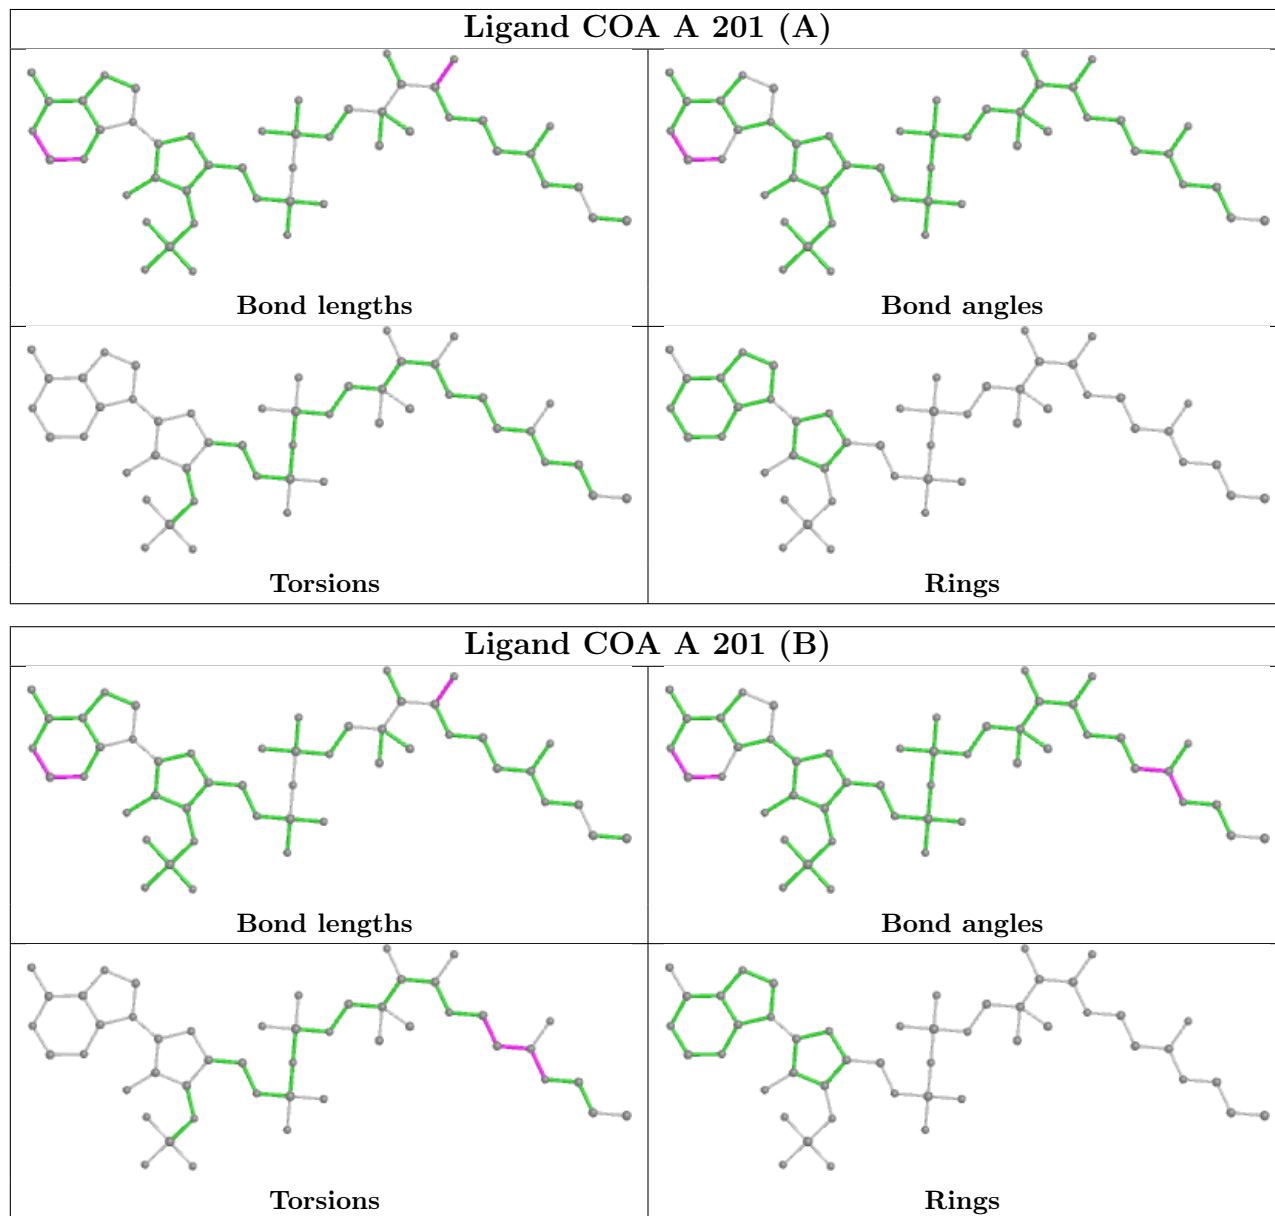 Ligand COA A 201 (A)
Bond lengths
Bond angles
Torsions
Rings
Ligand COA A 201 (B)
Bond lengths
Bond angles
Torsions
Rings